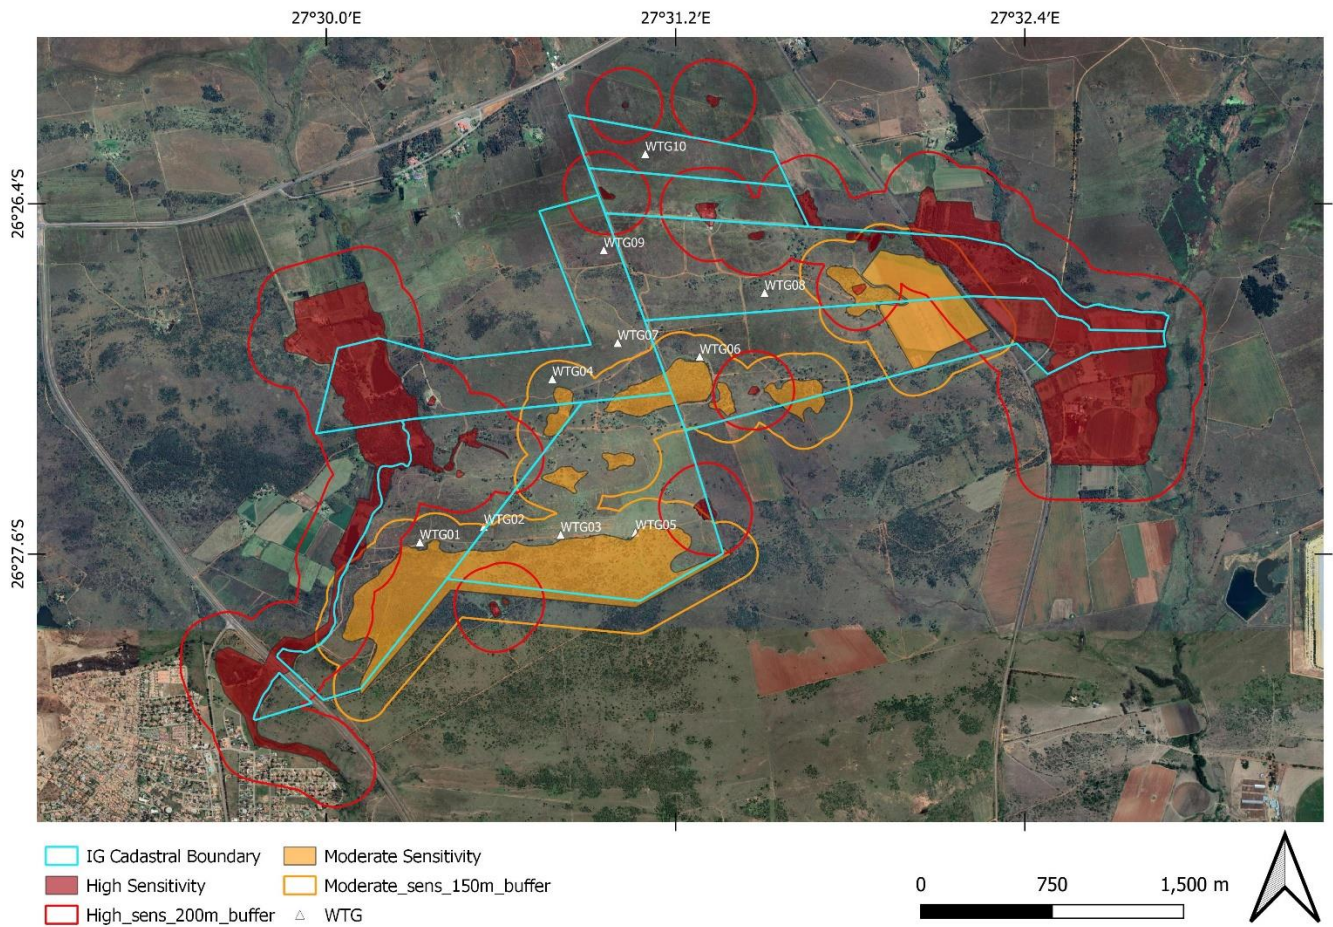 27°30.0′E 27°31.2′E 27°32.4′E
26°26.4′S
26°27.6′S
WTG10
WTG09
WTG08
WTG07
WTG06
WTG04
WTG02
WTG03
WTG05
WTG01
IG Cadastral Boundary
Moderate Sensitivity
High Sensitivity
Moderate_sens_150m_buffer
High_sens_200m_buffer
WTG
0 750 1,500 m